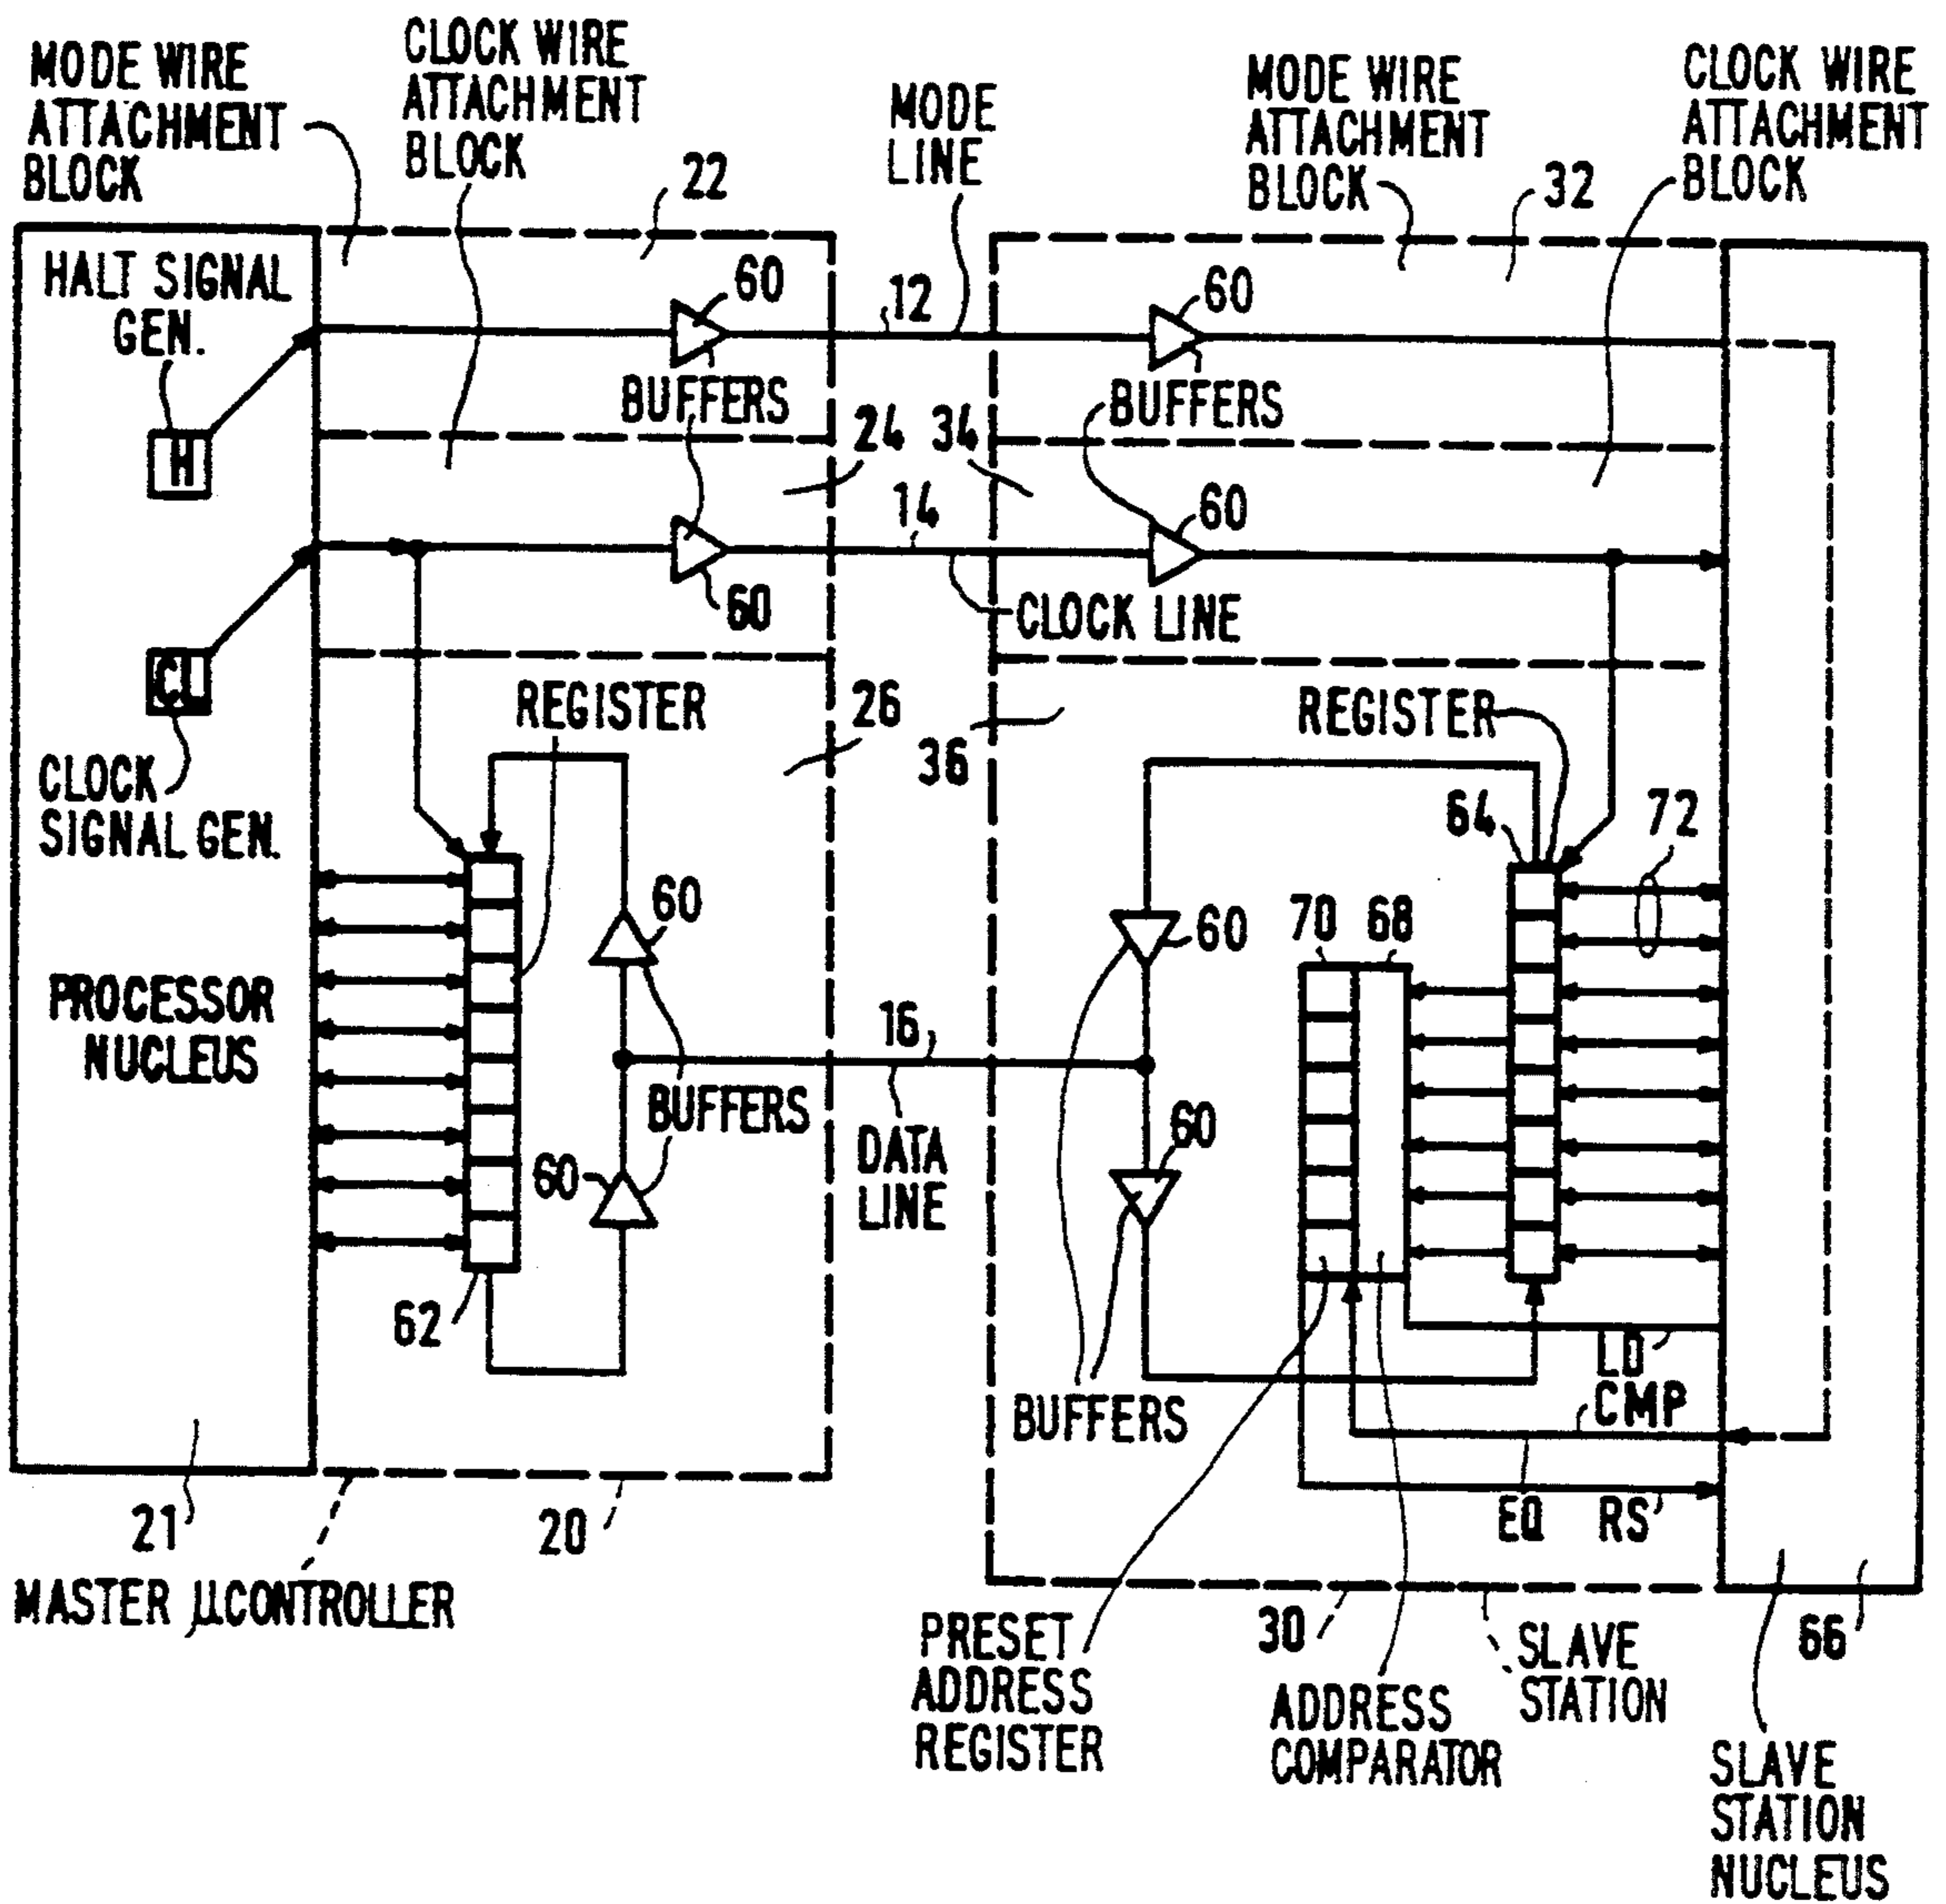 MODE WIRE
ATTACHMENT
BLOCK
CLOCK WIRE
ATTACHMENT
BLOCK
22
MODE
LINE
MODE WIRE
ATTACHMENT
BLOCK
32
CLOCK WIRE
ATTACHMENT
BLOCK
HALT SIGNAL
GEN.
H
60
12
60
BUFFERS
BUFFERS
24
34
14
60
60
CLOCK LINE
CL
CLOCK
SIGNAL GEN.
REGISTER
26
36
REGISTER
64
72
60
60
70
68
PROCESSOR
NUCLEUS
16
BUFFERS
DATA
LINE
60
60
62
BUFFERS
LD
CMP
EQ
RS
21
20
MASTER µCONTROLLER
30
PRESET
ADDRESS
REGISTER
ADDRESS
COMPARATOR
SLAVE
STATION
66
SLAVE
STATION
NUCLEUS